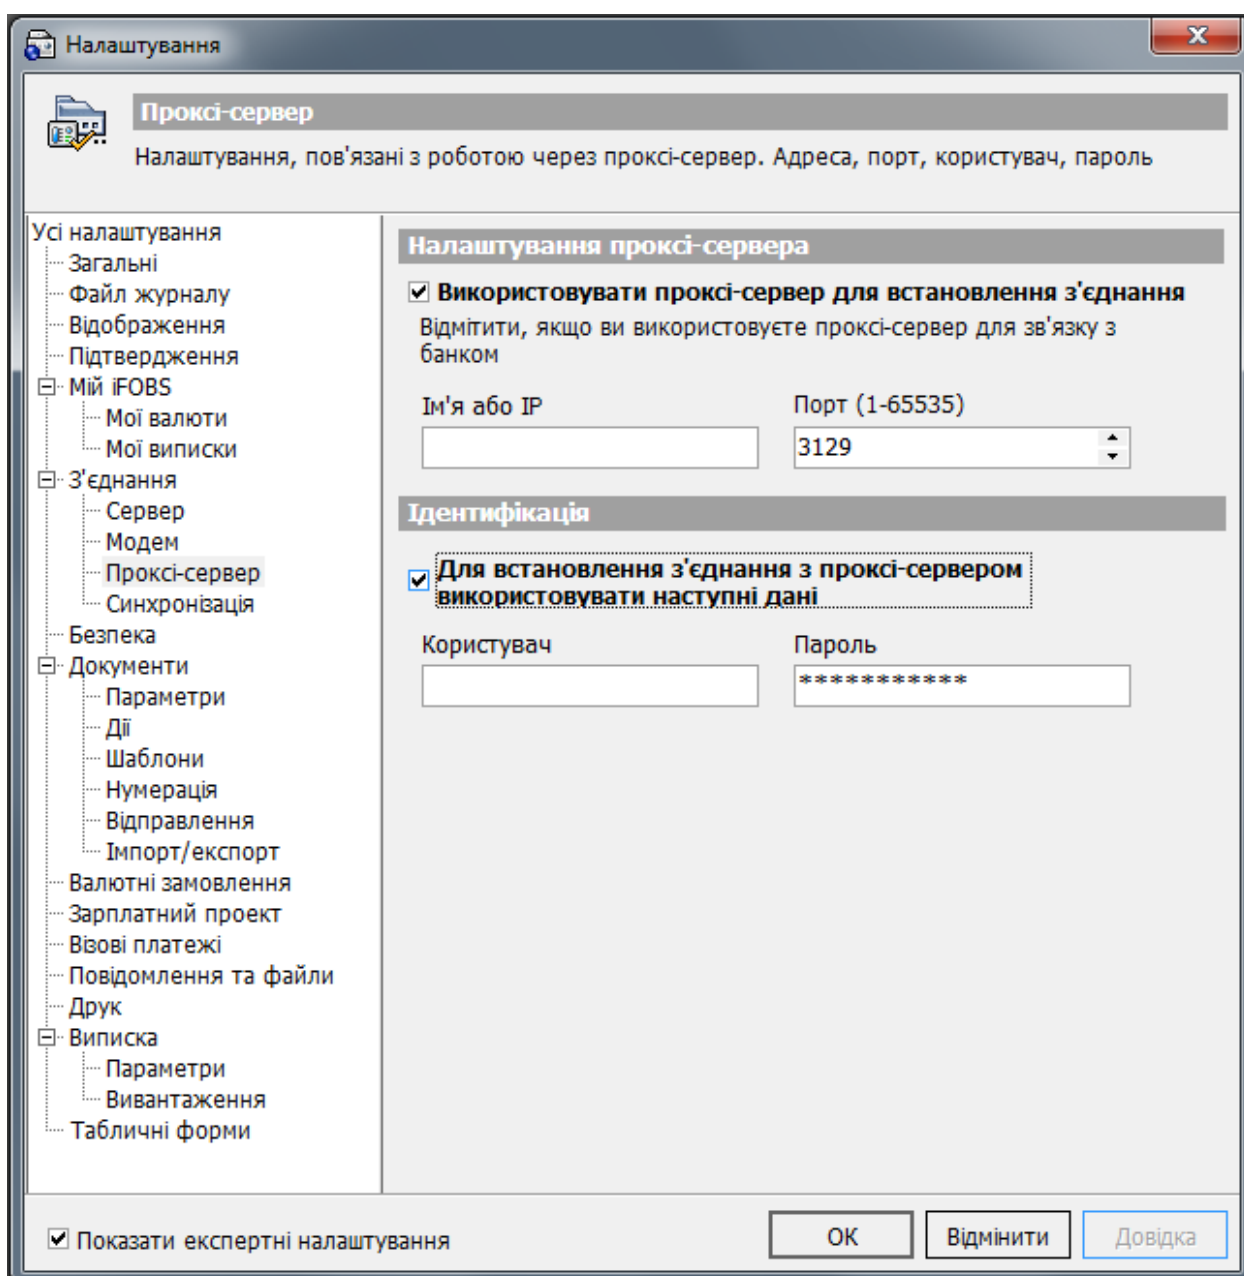 Налаштування
Проксі-сервер
Налаштування, пов'язані з роботою через проксі-сервер. Адреса, порт, користувач, пароль
Усі налаштування
Загальні
Файл журналу
Відображення
Підтвердження
Мій iFOBS
Мої валюти
Мої виписки
З'єднання
Сервер
Модем
Проксі-сервер
Синхронізація
Безпека
Документи
Параметри
Дії
Шаблони
Нумерація
Відправлення
Імпорт/експорт
Валютні замовлення
Зарплатний проект
Візові платежі
Повідомлення та файли
Друк
Виписка
Параметри
Вивантаження
Табличні форми
Налаштування проксі-сервера
Використовувати проксі-сервер для встановлення з'єднання
Відмітити, якщо ви використовуєте проксі-сервер для зв'язку з
банком
Ім'я або IP
Порт (1-65535)
3129
Ідентифікація
Для встановлення з'єднання з проксі-сервером
використовувати наступні дані
Користувач
Пароль
***********
Показати експертні налаштування
ОК
Відмінити
Довідка